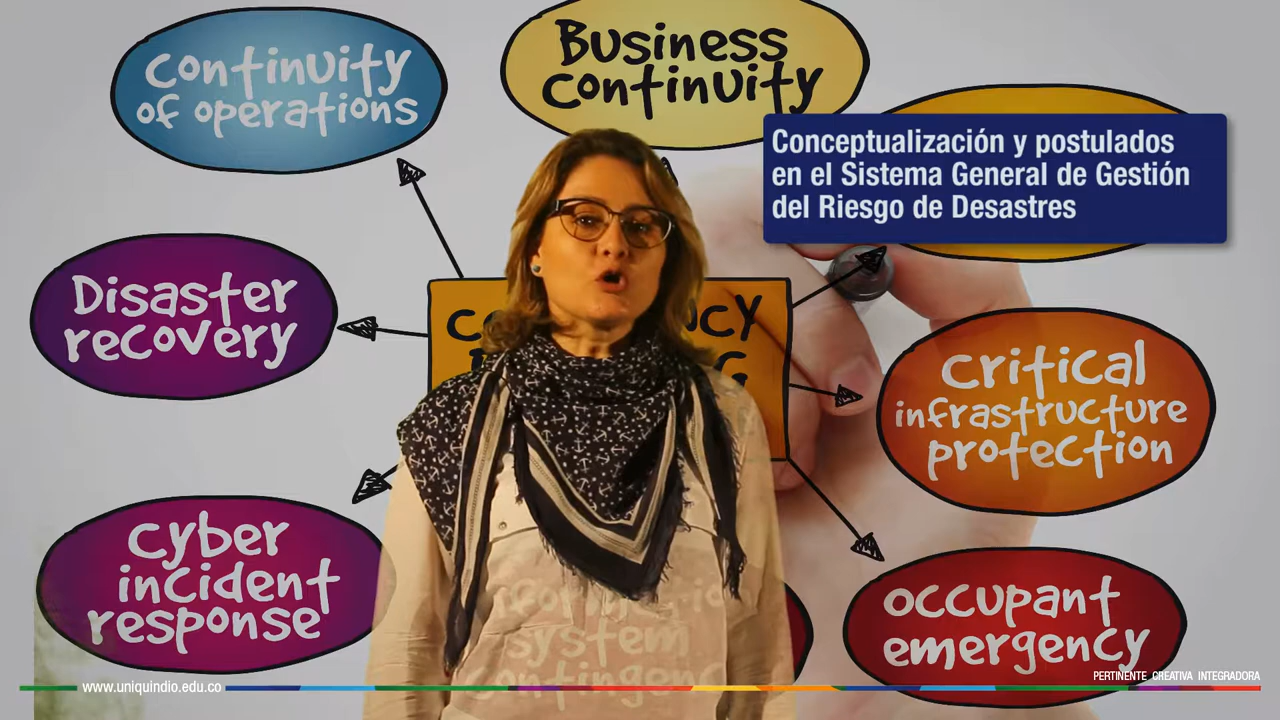 Continuity
of operations
Business
continuity
Conceptualización y postulados
en el Sistema General de Gestión
del Riesgo de Desastres
Disaster
recovery
Critical
infrastructure
protection
Cyber
incident
response
system
occupant
emergency
www.uniquindio.edu.co
PERTINENTE CREATIVA INTEGRADORA